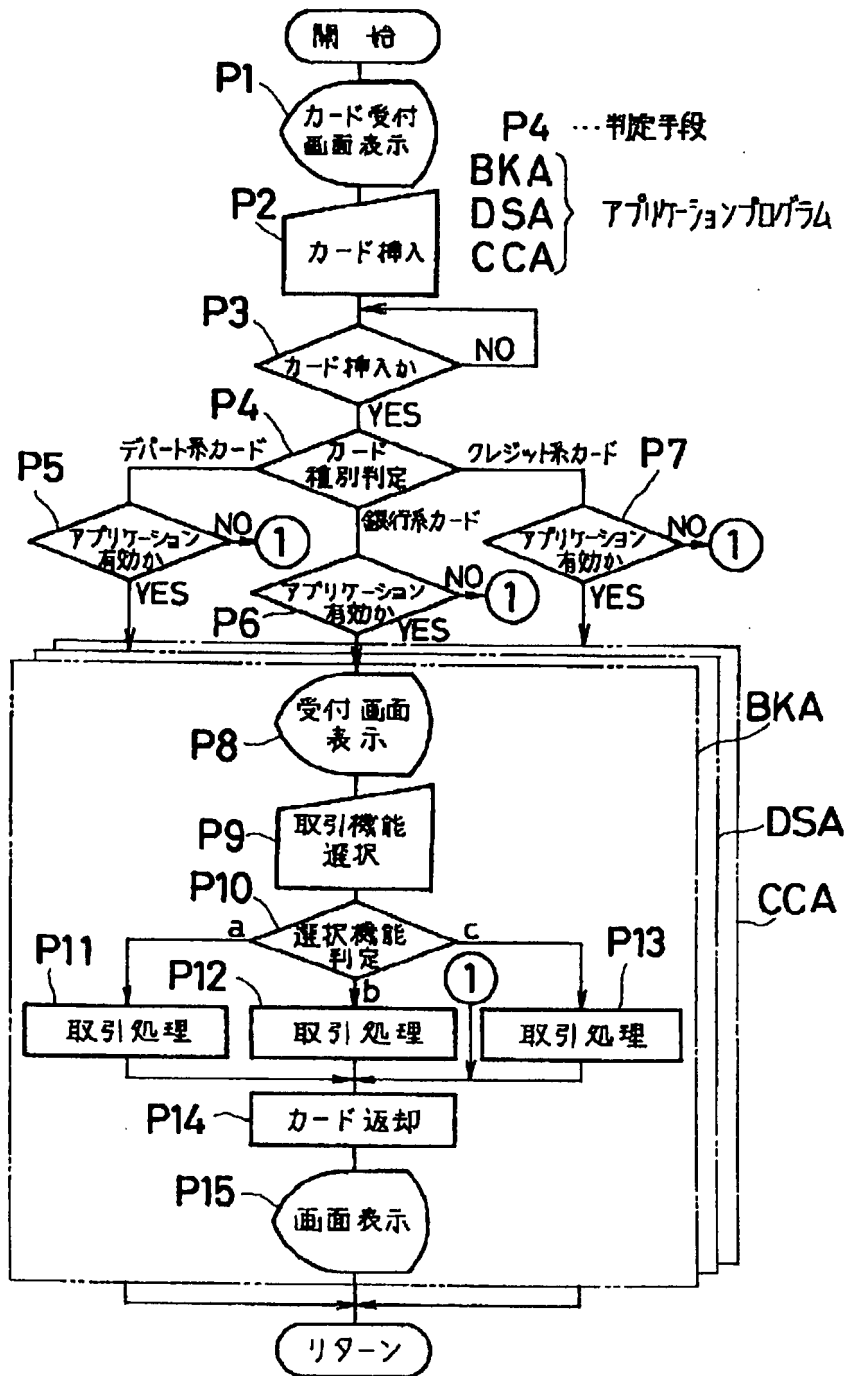 開 始
P1
カード受付
画面表示
P4 …判定手段
BKA
DSA
CCA
アプリケーションプログラム
P2
カード挿入
P3
カード挿入か
NO
YES
P4
カード
種別判定
デパート系カード
クレジット系カード
銀行系カード
P5
アプリケーション
有効か
NO
1
YES
P6
アプリケーション
有効か
NO
1
YES
P7
アプリケーション
有効か
NO
1
YES
BKA
DSA
CCA
P8
受付画面
表示
P9
取引機能
選択
P10
選択機能
判定
a
b
c
1
P11
取引処理
P12
取引処理
P13
取引処理
P14
カード返却
P15
画面表示
リターン